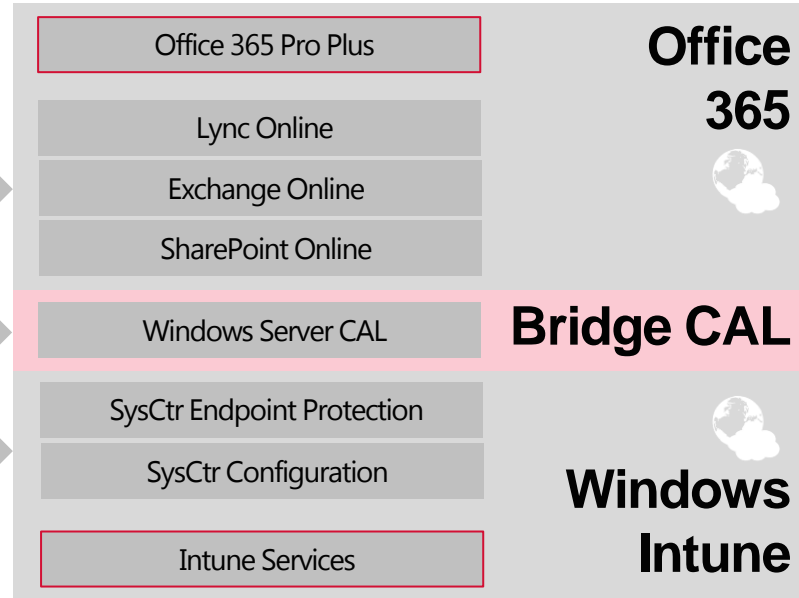 Office 365 Pro Plus
Office
365
Lync Online
Exchange Online
SharePoint Online
Windows Server CAL
Bridge CAL
SysCtr Endpoint Protection
SysCtr Configuration
Windows
Intune
Intune Services